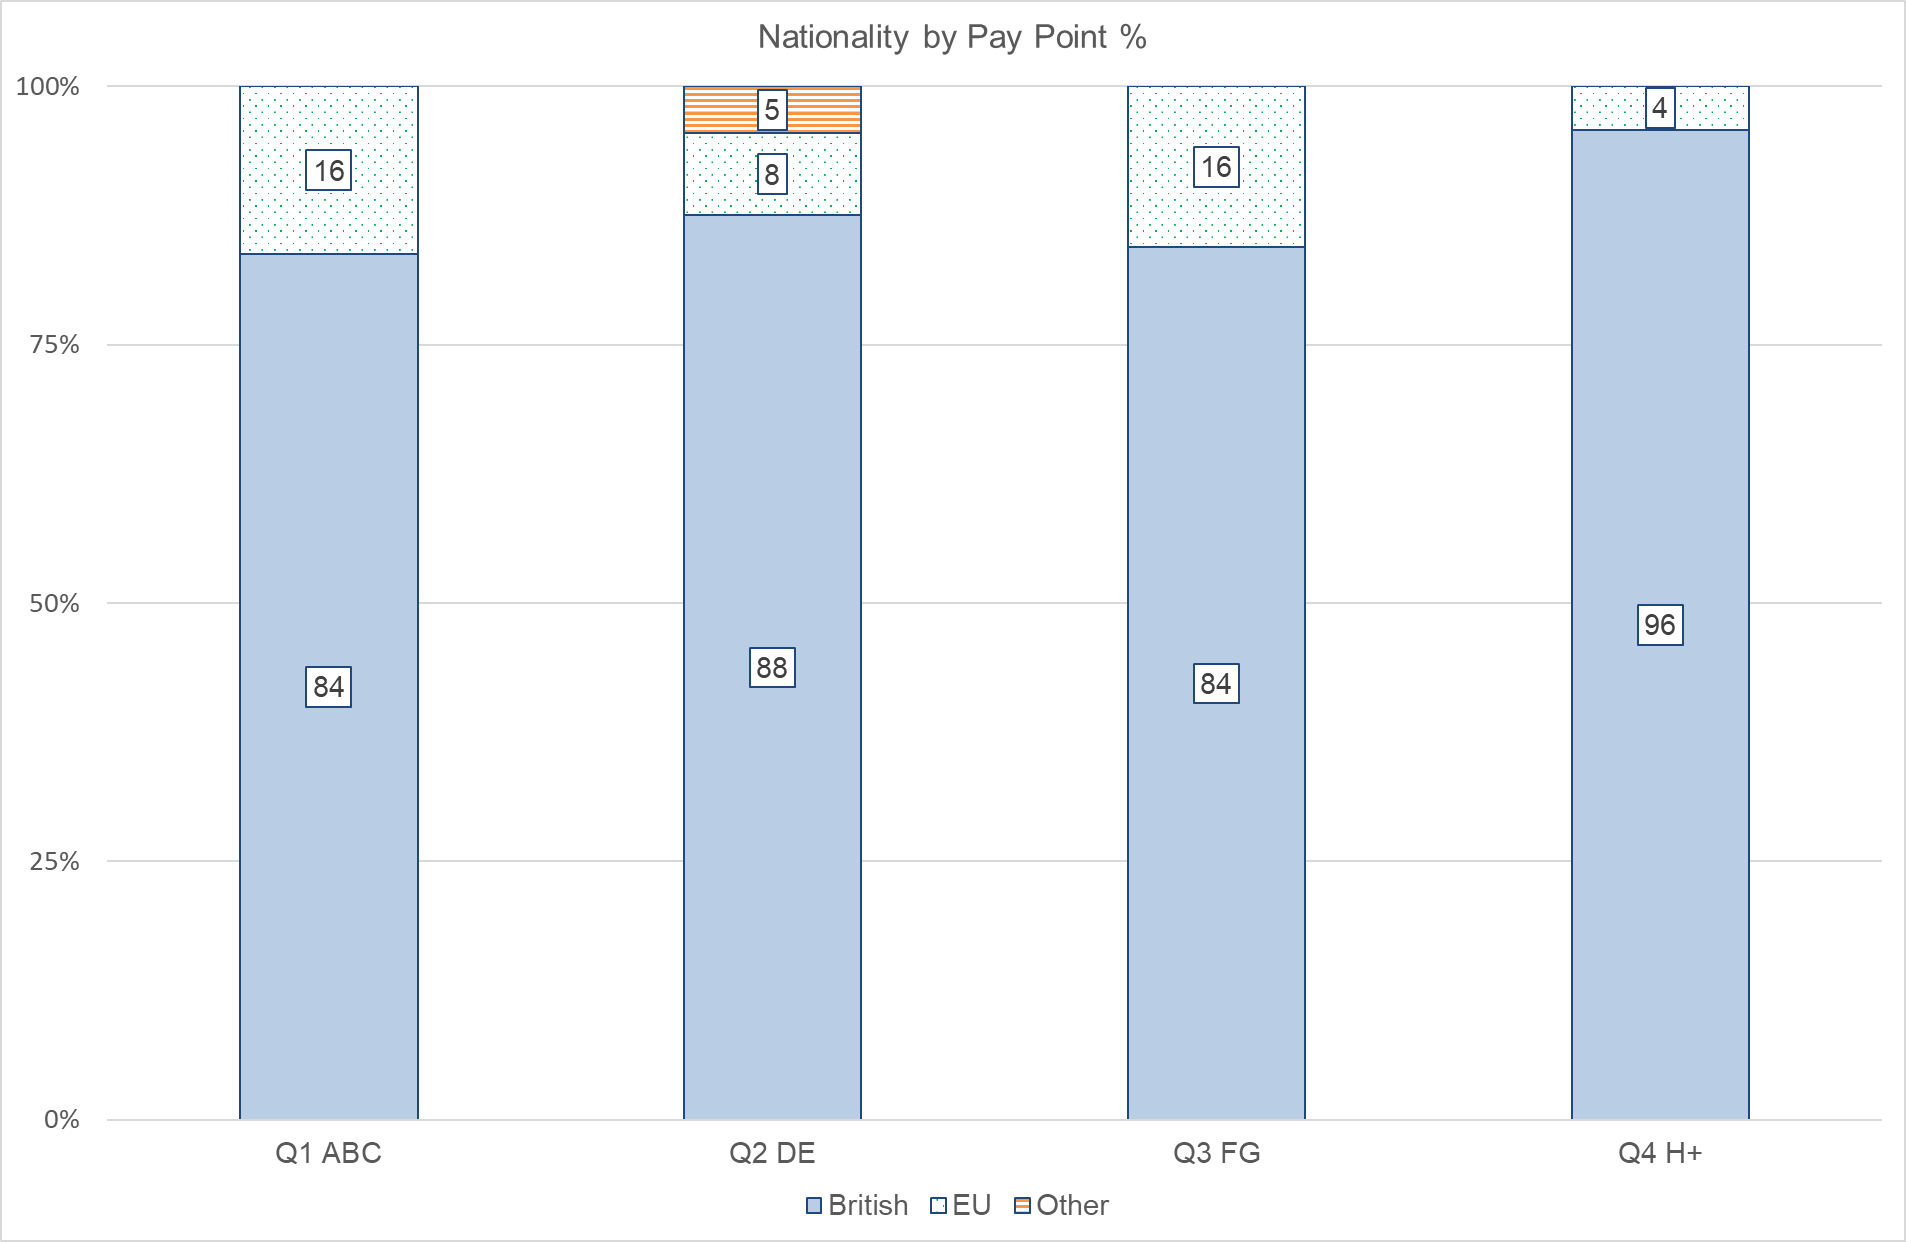 Nationality by Pay Point %
100%
75%
50%
25%
0%
16
84
5
8
88
16
84
4
96
Q1 ABC
Q2 DE
Q3 FG
Q4 H+
British
EU
Other